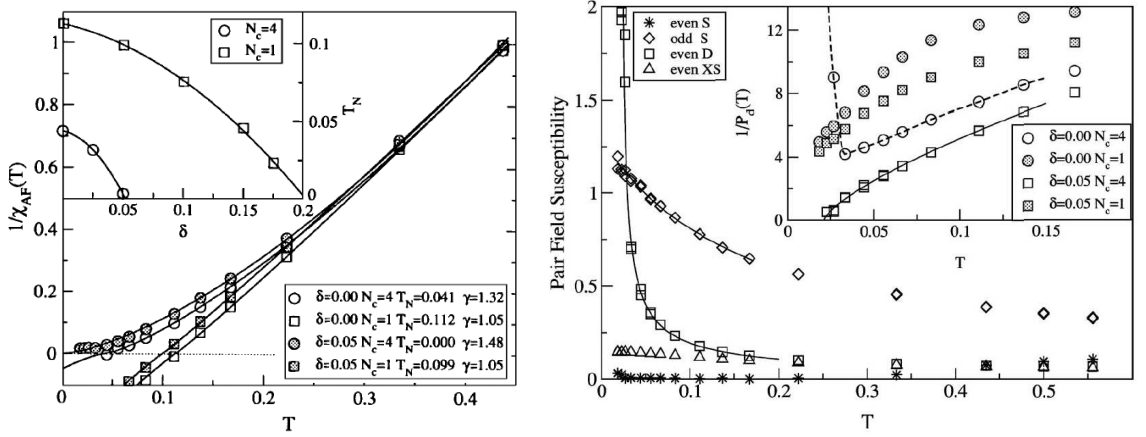 1
0.8
0.6
0.4
0.2
0
1/χ_AF(T)
N_c=4
N_c=1
0.1
0.05
0
T_N
0.05
0.1
0.15
0.2
δ
δ=0.00 N_c=4 T_N=0.041 γ=1.32
δ=0.00 N_c=1 T_N=0.112 γ=1.05
δ=0.05 N_c=4 T_N=0.000 γ=1.48
δ=0.05 N_c=1 T_N=0.099 γ=1.05
0 0.1 0.2 0.3 0.4
T
2
1.5
1
0.5
0
Pair Field Susceptibility
even S
odd S
even D
even XS
12
8
4
0
1/P_d(T)
δ=0.00 N_c=4
δ=0.00 N_c=1
δ=0.05 N_c=4
δ=0.05 N_c=1
0 0.05 0.1 0.15
T
0 0.1 0.2 0.3 0.4 0.5
T